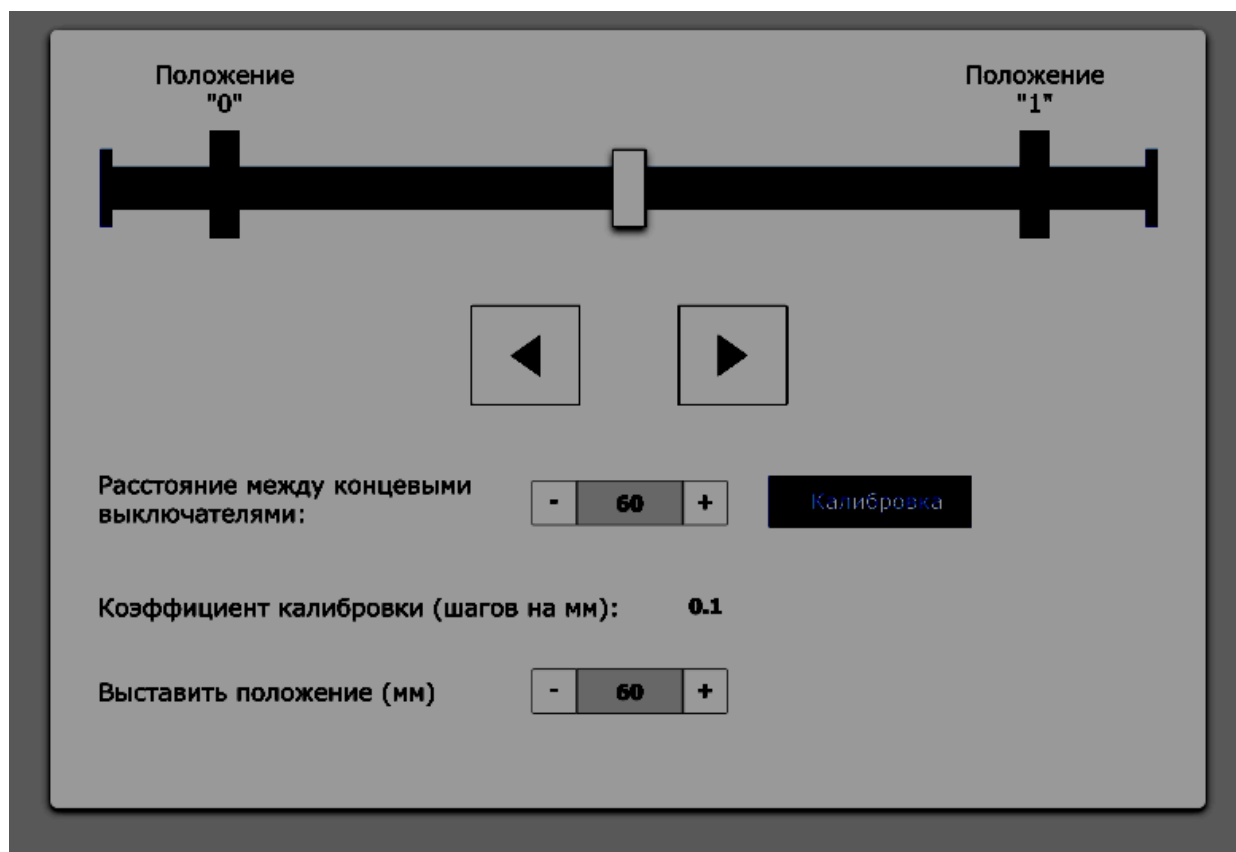 Положение
"0"
Положение
"1"
Расстояние между концевыми
выключателями:
- 60 +
Калибровка
Коэффициент калибровки (шагов на мм): 0.1
Выставить положение (мм)
- 60 +